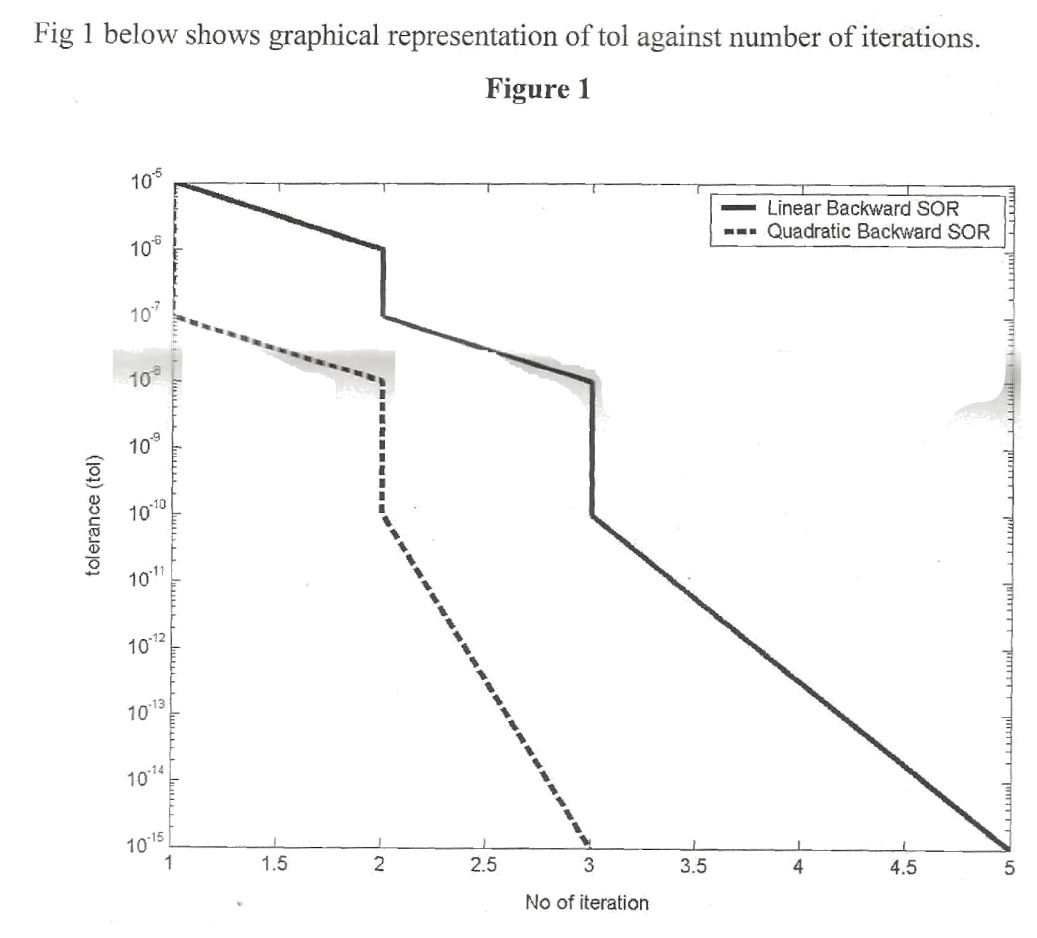 Fig 1 below shows graphical representation of tol against number of iterations.
Figure 1
10⁻⁵
10⁻⁶
10⁻⁷
10⁻⁸
10⁻⁹
10⁻¹⁰
10⁻¹¹
10⁻¹²
10⁻¹³
10⁻¹⁴
10⁻¹⁵
tolerance (tol)
Linear Backward SOR
Quadratic Backward SOR
1 1.5 2 2.5 3 3.5 4 4.5 5
No of iteration